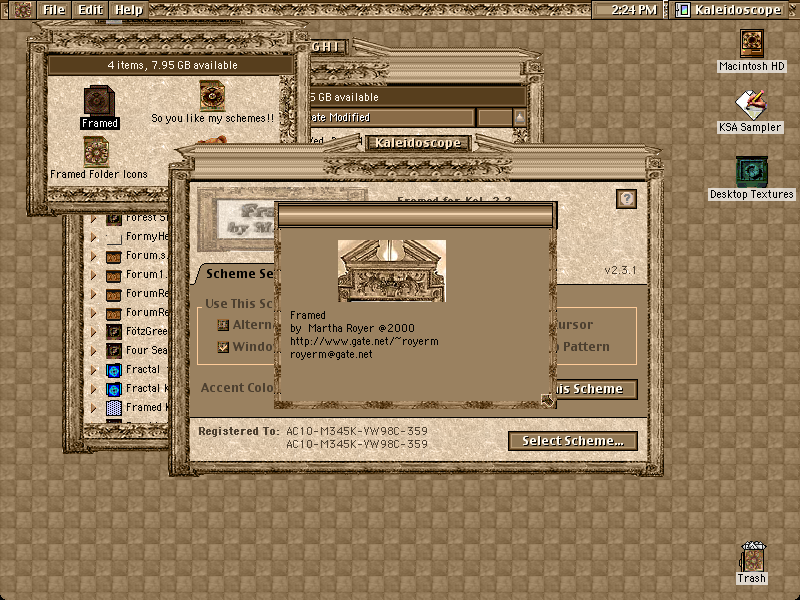 File Edit Help
2:24 PM Kaleidoscope
4 items, 7.95 GB available
Framed
So you like my schemes!!
Framed Folder Icons
GHI
5 GB available
ate Modified
Macintosh HD
KSA Sampler
Desktop Textures
Trash
Forest S
FormyHe
Forum.s
Forum1.
ForumRe
ForumRe
FötzGree
Four Sea
Fractal
Fractal K
Framed K
Kaleidoscope
Framed for Kal. 2.2
by M
?
v2.3.1
Scheme Se
Use This Sc
Altern
Windo
ursor
Pattern
Accent Colo
is Scheme
Registered To: AC10-M345K-YW98C-359
AC10-M345K-YW98C-359
Select Scheme...
Framed
by Martha Royer @2000
http://www.gate.net/~royerm
royerm@gate.net